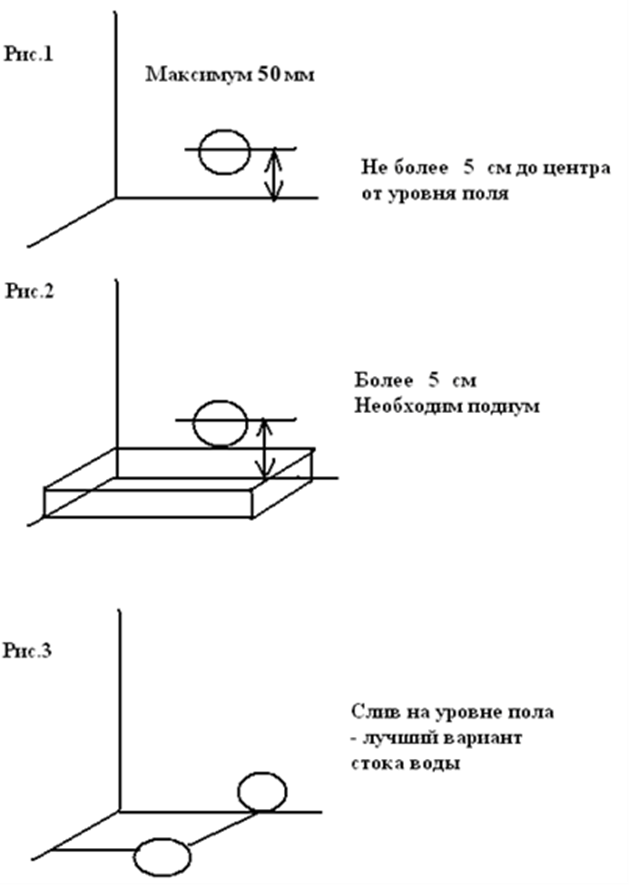 Рис.1
Максимум 50 мм
Не более 5 см до центра
от уровня поля
Рис.2
Более 5 см
Необходим подиум
Рис.3
Слив на уровне пола
- лучший вариант
стока воды